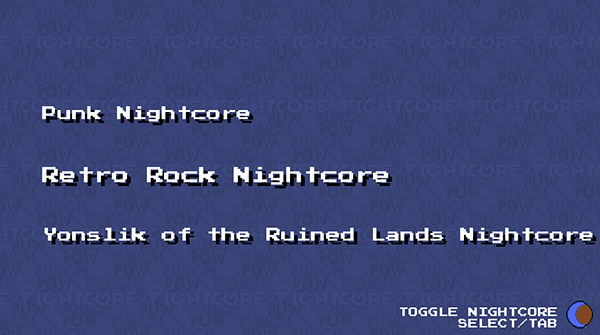 Punk Nightcore
Retro Rock Nightcore
Yonslik of the Ruined Lands Nightcore
TOGGLE NIGHTCORE
SELECT/TAB